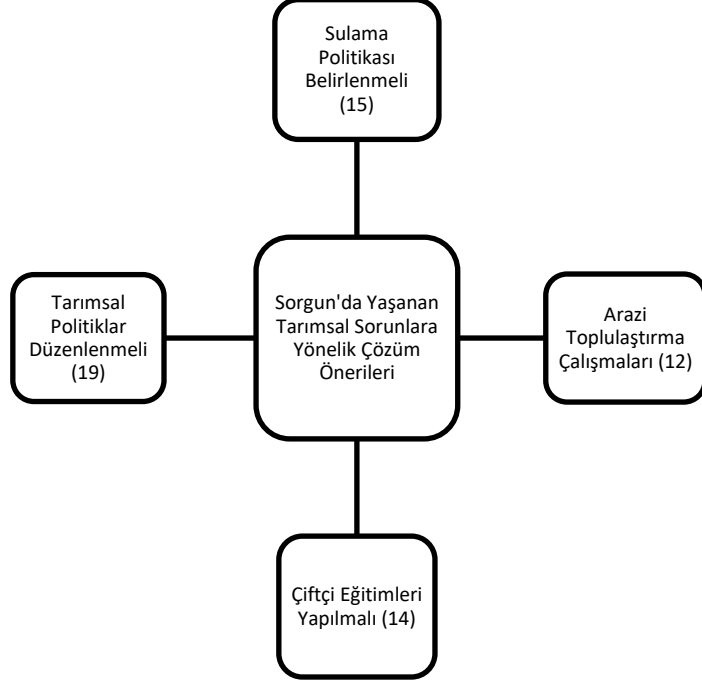 Sulama
Politikası
Belirlenmeli
(15)
Tarımsal
Politiklar
Düzenlenmeli
(19)
Sorgun'da Yaşanan
Tarımsal Sorunlara
Yönelik Çözüm
Önerileri
Arazi
Toplulaştırma
Çalışmaları (12)
Çiftçi Eğitimleri
Yapılmalı (14)